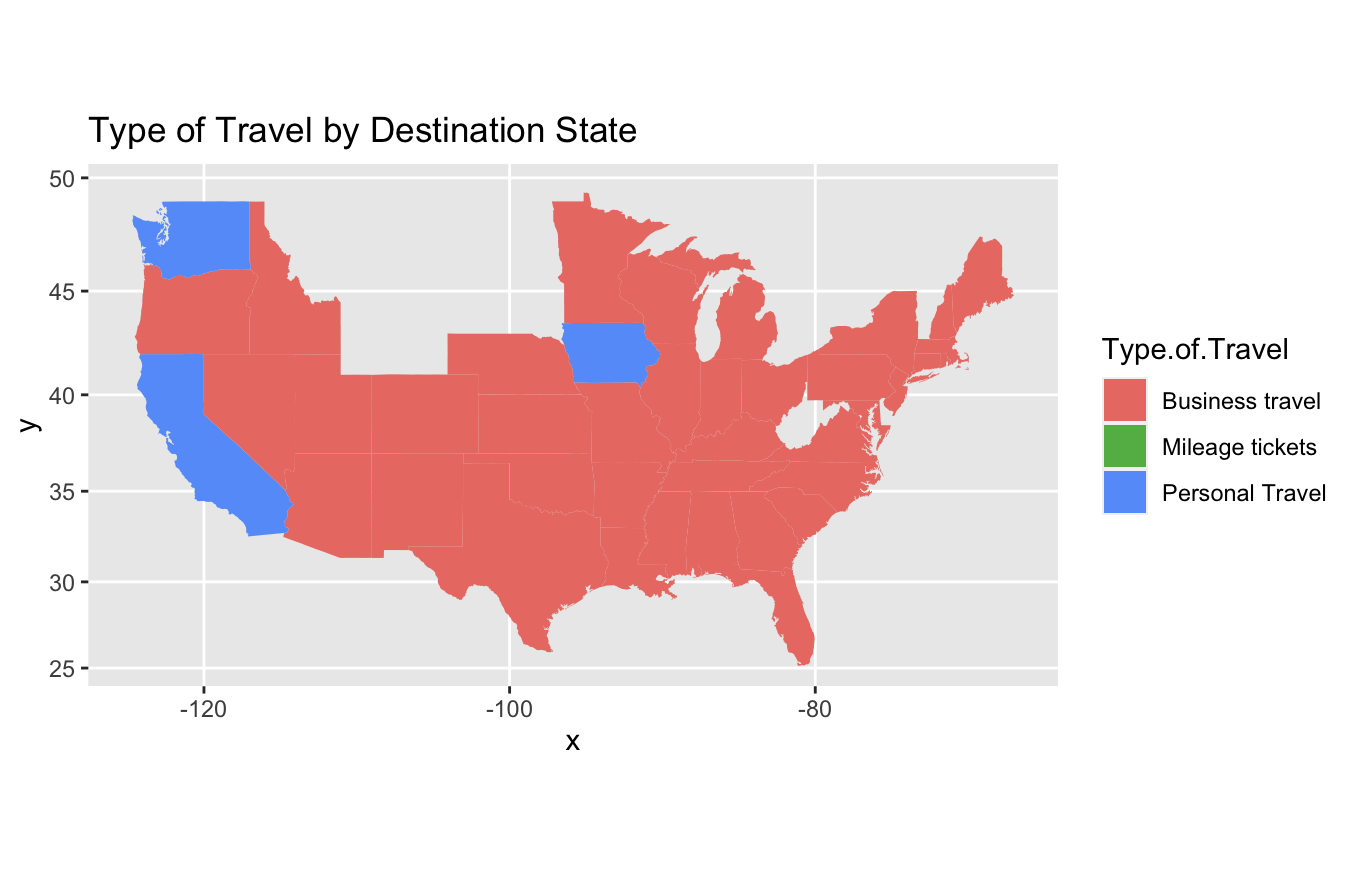 Type of Travel by Destination State
50
45
40
35
30
25
y
-120
-100
-80
x
Type.of.Travel
Business travel
Mileage tickets
Personal Travel